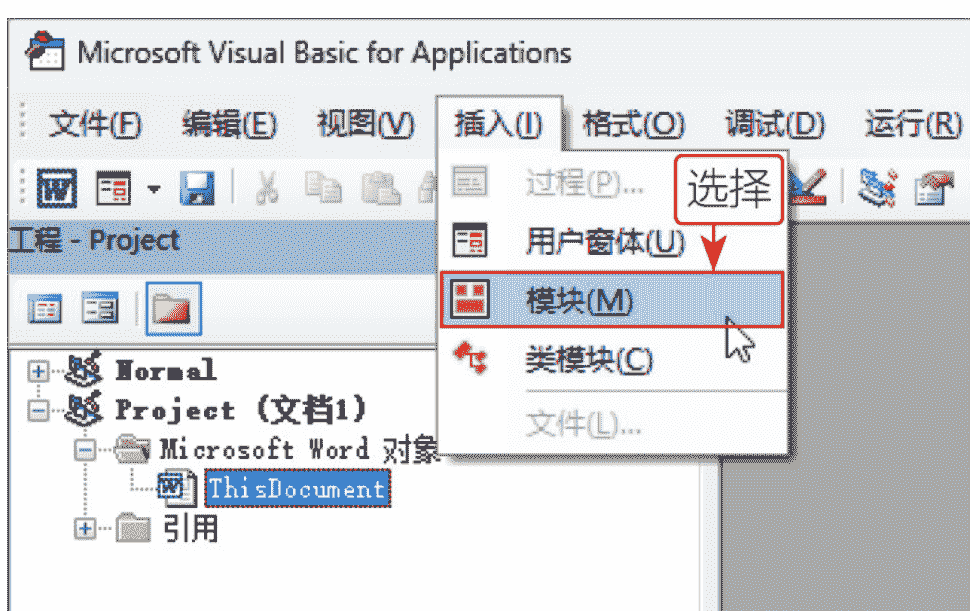 Microsoft Visual Basic for Applications
文件(F) 编辑(E) 视图(V) 插入(I) 格式(O) 调试(D) 运行(R)
过程(P)...
选择
工程 - Project
用户窗体(U)
模块(M)
类模块(C)
文件(L)...
Normal
Project (文档1)
Microsoft Word 对象
ThisDocument
引用